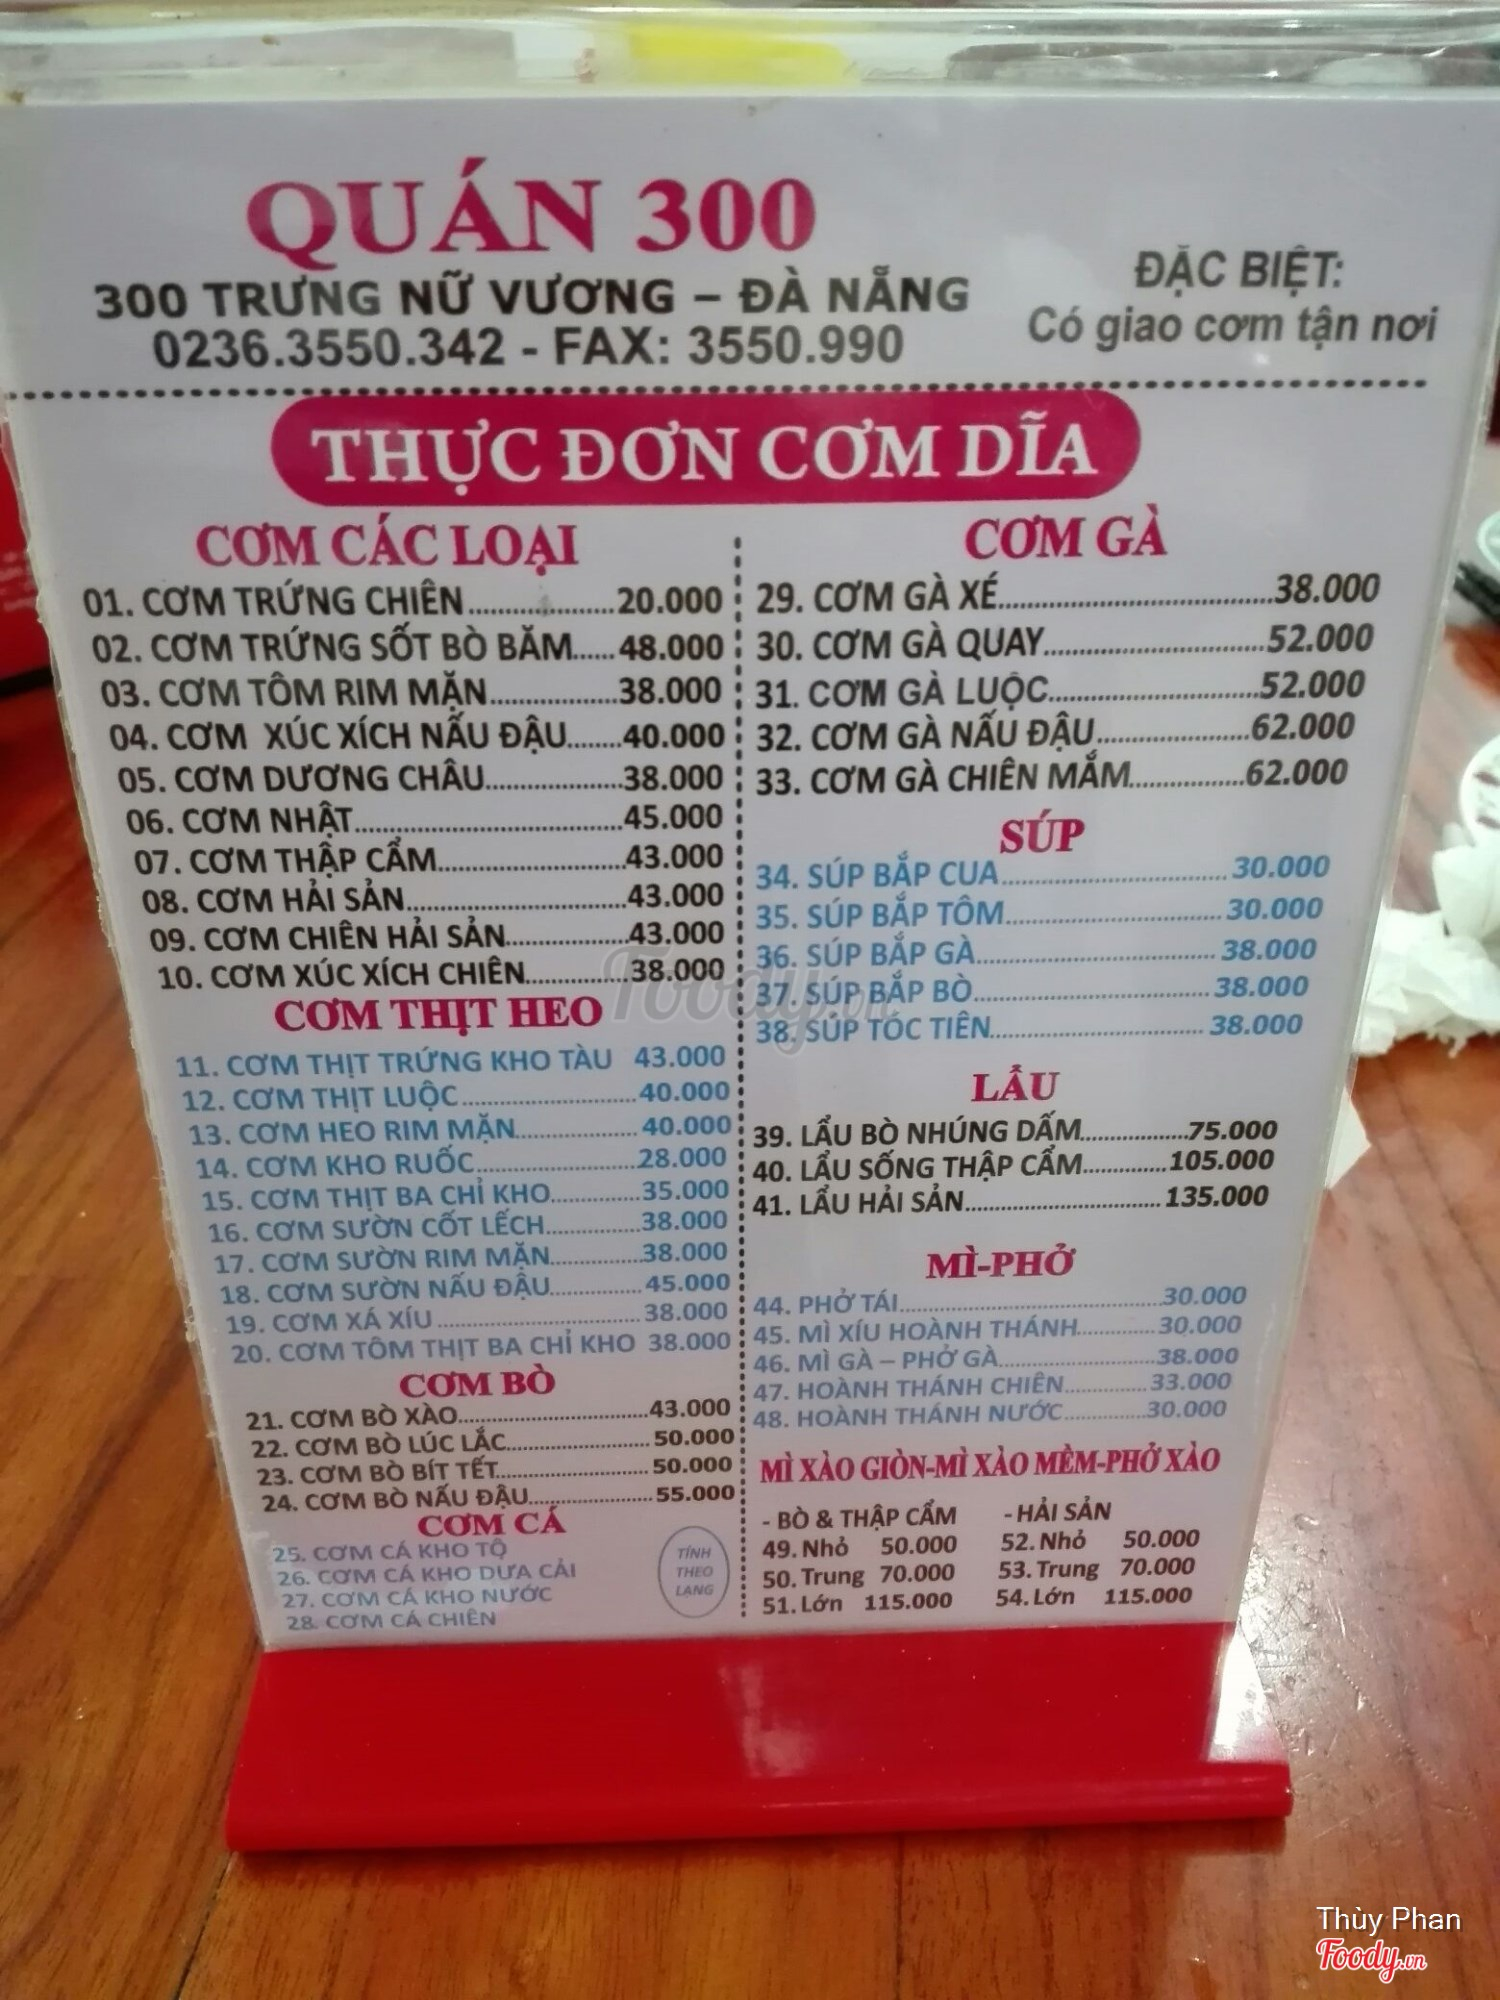 QUÁN 300
300 TRƯNG NỮ VƯƠNG – ĐÀ NẴNG
0236.3550.342 - FAX: 3550.990
ĐẶC BIỆT:
Có giao cơm tận nơi
THỰC ĐƠN CƠM DĨA
CƠM CÁC LOẠI
01. CƠM TRỨNG CHIÊN....................20.000
02. CƠM TRỨNG SỐT BÒ BĂM......48.000
03. CƠM TÔM RIM MẶN.................38.000
04. CƠM XÚC XÍCH NẤU ĐẬU........40.000
05. CƠM DƯƠNG CHÂU...................38.000
06. CƠM NHẬT....................................45.000
07. CƠM THẬP CẨM.........................43.000
08. CƠM HẢI SẢN.............................43.000
09. CƠM CHIÊN HẢI SẢN................43.000
10. CƠM XÚC XÍCH CHIÊN..............38.000
CƠM THỊT HEO
11. CƠM THỊT TRỨNG KHO TÀU 43.000
12. CƠM THỊT LUỘC.........................40.000
13. CƠM HEO RIM MẶN.................40.000
14. CƠM KHO RUỐC.......................28.000
15. CƠM THỊT BA CHỈ KHO............35.000
16. CƠM SƯỜN CỐT LẾCH.............38.000
17. CƠM SƯỜN RIM MẶN.............38.000
18. CƠM SƯỜN NẤU ĐẬU.............45.000
19. CƠM XÁ XÍU.............................38.000
20. CƠM TÔM THỊT BA CHỈ KHO 38.000
CƠM BÒ
21. CƠM BÒ XÀO...........................43.000
22. CƠM BÒ LÚC LẮC.....................50.000
23. CƠM BÒ BÍT TẾT......................50.000
24. CƠM BÒ NẤU ĐẬU..................55.000
CƠM CÁ
25. CƠM CÁ KHO TỘ
26. CƠM CÁ KHO DƯA CẢI
27. CƠM CÁ KHO NƯỚC
28. CƠM CÁ CHIÊN
TÍNH
THEO
LẠNG
CƠM GÀ
29. CƠM GÀ XÉ......................................38.000
30. CƠM GÀ QUAY..............................52.000
31. CƠM GÀ LUỘC.............................52.000
32. CƠM GÀ NẤU ĐẬU.....................62.000
33. CƠM GÀ CHIÊN MẮM................62.000
SÚP
34. SÚP BẮP CUA................................30.000
35. SÚP BẮP TÔM...............................30.000
36. SÚP BẮP GÀ..................................38.000
37. SÚP BẮP BÒ..................................38.000
38. SÚP TÓC TIÊN..............................38.000
LẨU
39. LẨU BÒ NHÚNG DẤM.................75.000
40. LẨU SỐNG THẬP CẨM..............105.000
41. LẨU HẢI SẢN............................135.000
MÌ-PHỞ
44. PHỞ TÁI.......................................30.000
45. MÌ XÍU HOÀNH THÁNH............30.000
46. MÌ GÀ – PHỞ GÀ........................38.000
47. HOÀNH THÁNH CHIÊN.............33.000
48. HOÀNH THÁNH NƯỚC.............30.000
MÌ XÀO GIÒN-MÌ XÀO MỀM-PHỞ XÀO
- BÒ & THẬP CẨM
49. Nhỏ 50.000
50. Trung 70.000
51. Lớn 115.000
- HẢI SẢN
52. Nhỏ 50.000
53. Trung 70.000
54. Lớn 115.000
Foody.vn
Thùy Phan
Foody.vn